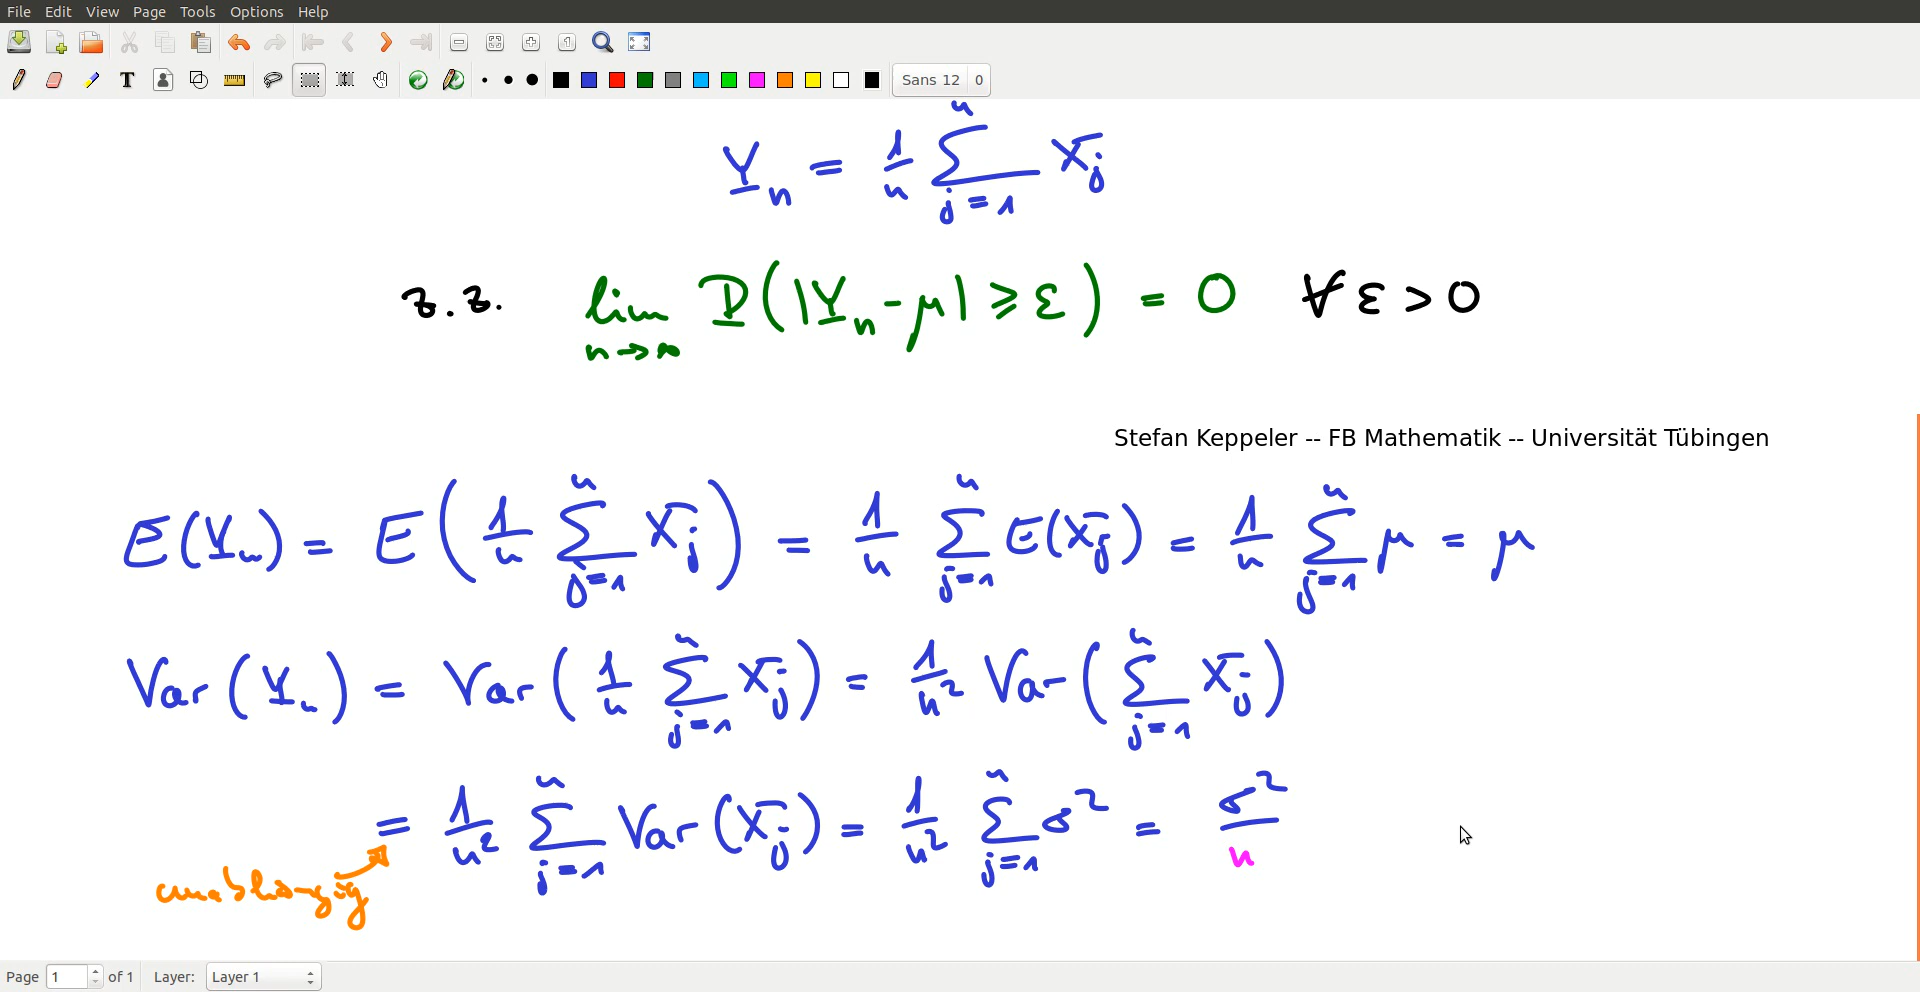 File Edit View Page Tools Options Help
Sans 12 0
Y_n = 1/n ∑_{j=1}^n X_j
z.z. lim_{n→∞} P(|Y_n - μ| ⩾ ε) = 0 ∀ ε > 0
Stefan Keppeler -- FB Mathematik -- Universität Tübingen
E(Y_n) = E(1/n ∑_{j=1}^n X_j) = 1/n ∑_{j=1}^n E(X_j) = 1/n ∑_{j=1}^n μ = μ
Var(Y_n) = Var(1/n ∑_{j=1}^n X_j) = 1/n² Var(∑_{j=1}^n X_j)
= 1/n² ∑_{j=1}^n Var(X_j) = 1/n² ∑_{j=1}^n σ² = σ²/n
unabhängig
Page 1 of 1 Layer: Layer 1